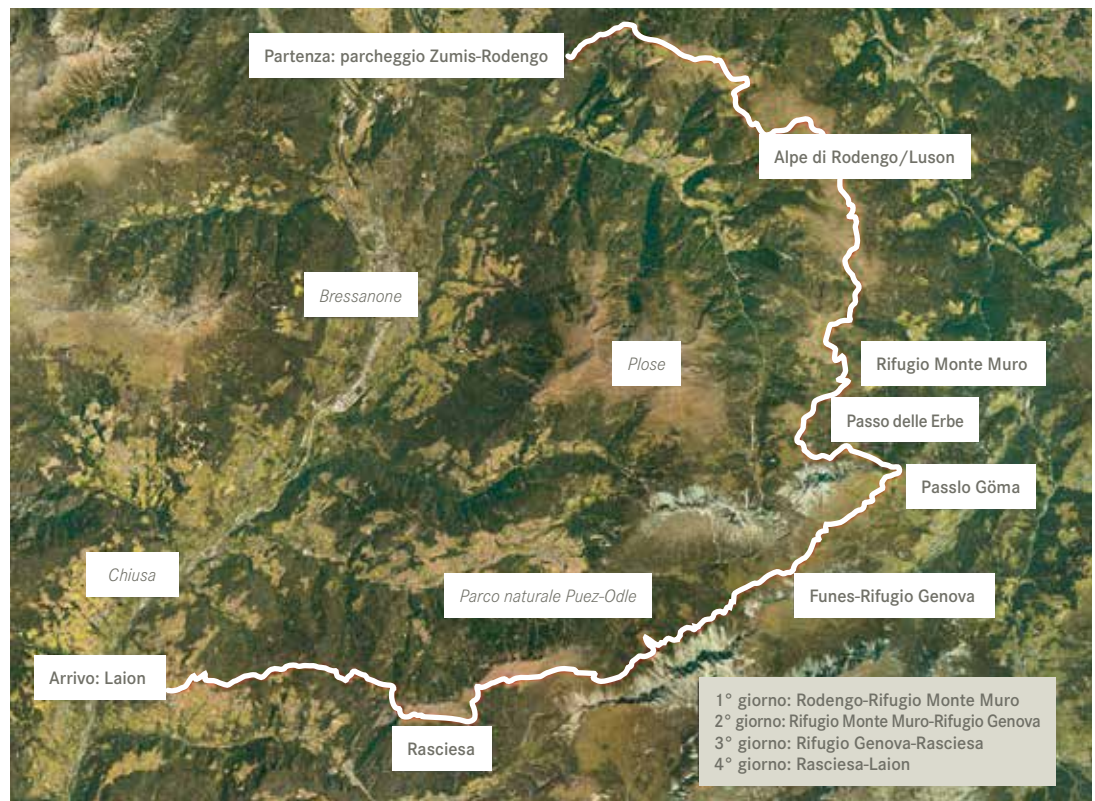 Partenza: parcheggio Zumis-Rodengo
Alpe di Rodengo/Luson
Bressanone
Plose
Rifugio Monte Muro
Passo delle Erbe
Passlo Göma
Chiusa
Parco naturale Puez-Odle
Funes-Rifugio Genova
Arrivo: Laion
Rasciesa
1° giorno: Rodengo-Rifugio Monte Muro
2° giorno: Rifugio Monte Muro-Rifugio Genova
3° giorno: Rifugio Genova-Rasciesa
4° giorno: Rasciesa-Laion